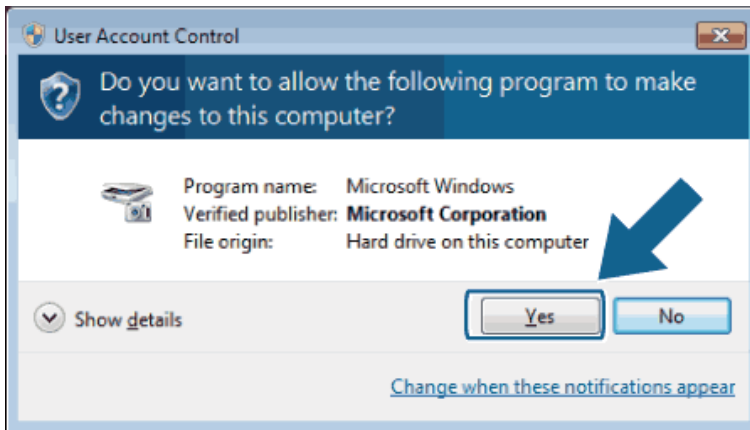 User Account Control
Do you want to allow the following program to make
changes to this computer?
Program name: Microsoft Windows
Verified publisher: Microsoft Corporation
File origin: Hard drive on this computer
Show details
Yes No
Change when these notifications appear